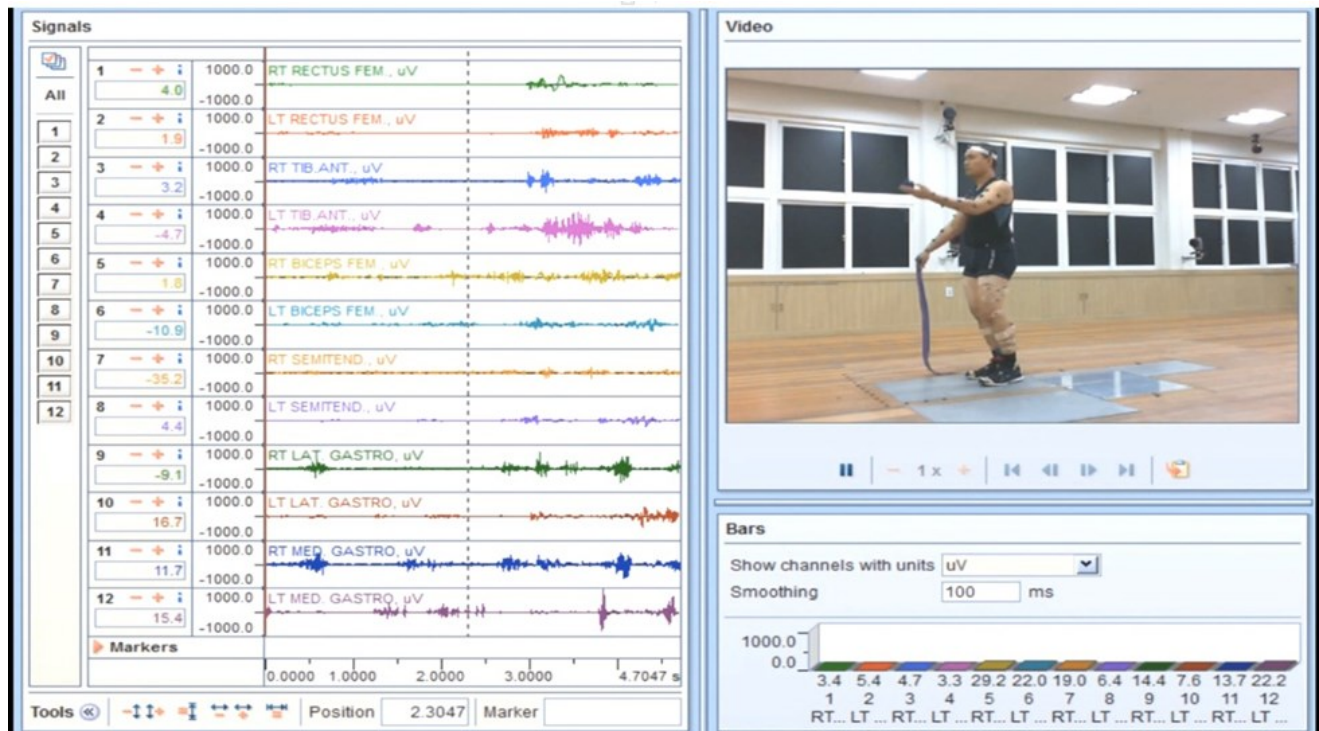 Signals
All
1
2
3
4
5
6
7
8
9
10
11
12
1 − + i 1000.0 RT RECTUS FEM., uV
4.0 -1000.0
2 − + i 1000.0 LT RECTUS FEM., uV
1.9 -1000.0
3 − + i 1000.0 RT TIB.ANT., uV
3.2 -1000.0
4 − + i 1000.0 LT TIB.ANT., uV
-4.7 -1000.0
5 − + i 1000.0 RT BICEPS FEM., uV
1.8 -1000.0
6 − + i 1000.0 LT BICEPS FEM., uV
-10.9 -1000.0
7 − + i 1000.0 RT SEMITEND., uV
-35.2 -1000.0
8 − + i 1000.0 LT SEMITEND., uV
4.4 -1000.0
9 − + i 1000.0 RT LAT. GASTRO, uV
-9.1 -1000.0
10 − + i 1000.0 LT LAT. GASTRO, uV
16.7 -1000.0
11 − + i 1000.0 RT MED. GASTRO, uV
11.7 -1000.0
12 − + i 1000.0 LT MED. GASTRO, uV
15.4 -1000.0
Markers
0.0000 1.0000 2.0000 3.0000 4.7047 s
Tools Position 2.3047 Marker
Video
− 1 x +
Bars
Show channels with units uV
Smoothing 100 ms
1000.0
0.0
3.4 5.4 4.7 3.3 29.2 22.0 19.0 6.4 14.4 7.6 13.7 22.2
1 2 3 4 5 6 7 8 9 10 11 12
RT... LT ... RT... LT ... RT... LT ... RT... LT ... RT... LT ... RT... LT ...